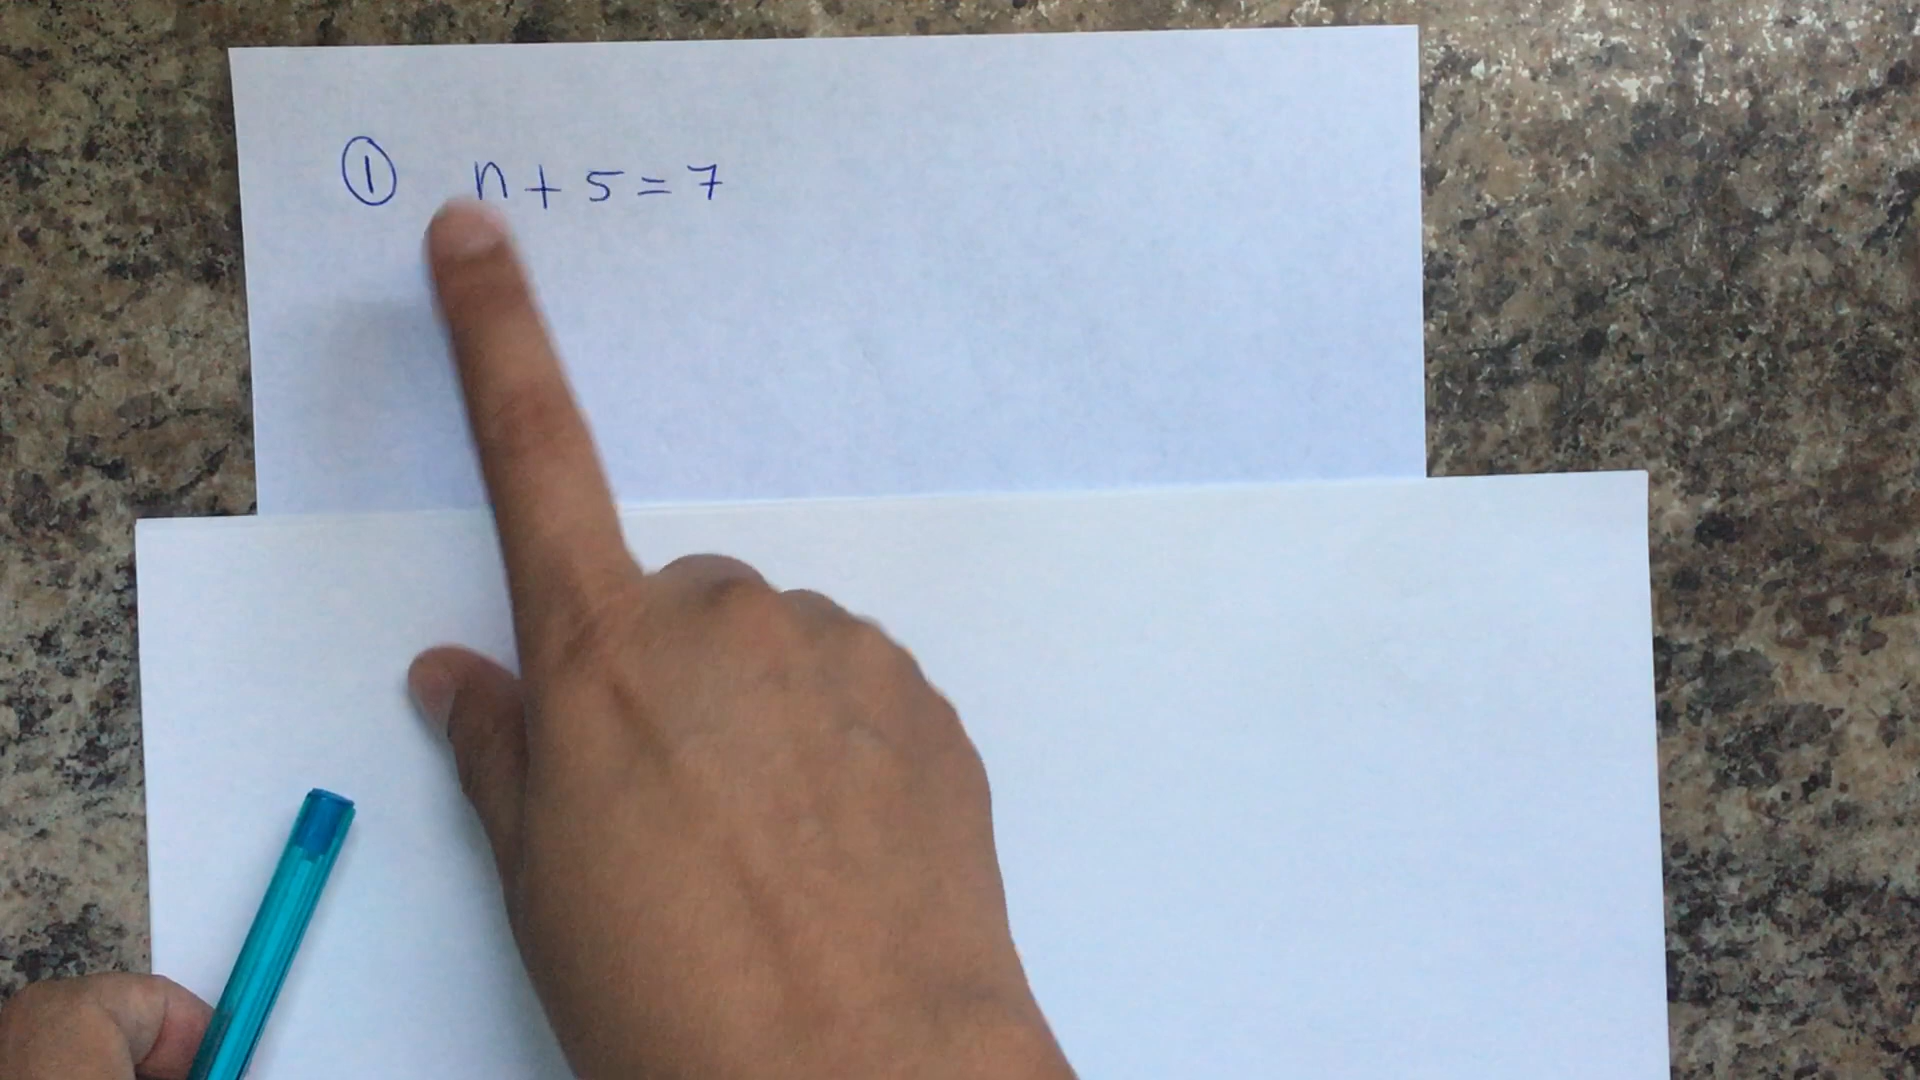 ① n + 5 = 7